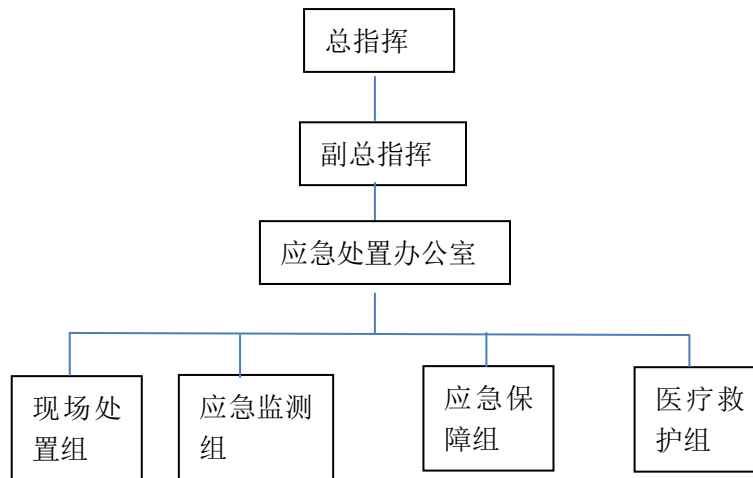 总指挥
副总指挥
应急处置办公室
现场处
置组
应急监测
组
应急保
障组
医疗救
护组